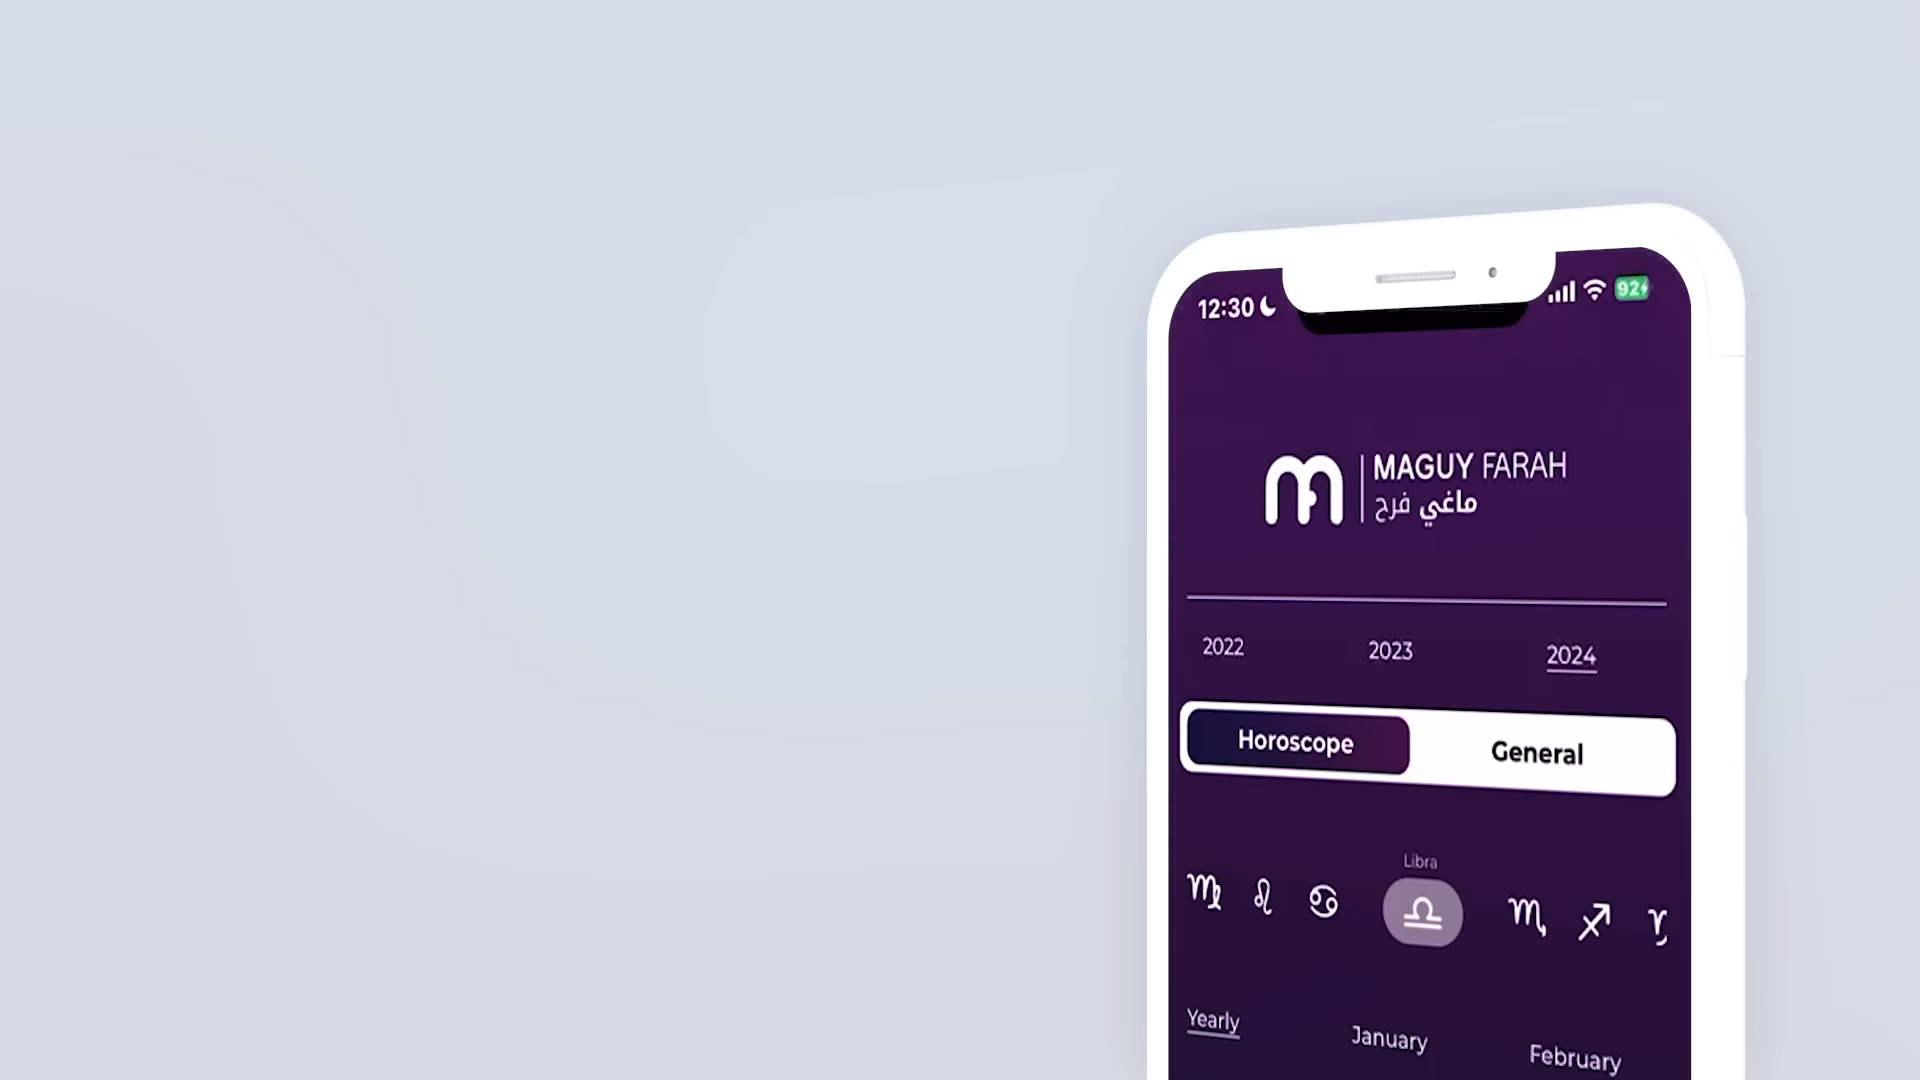 12:30
92
MAGUY FARAH
ماغي فرح
2022 2023 2024
Horoscope General
Libra
Yearly January February